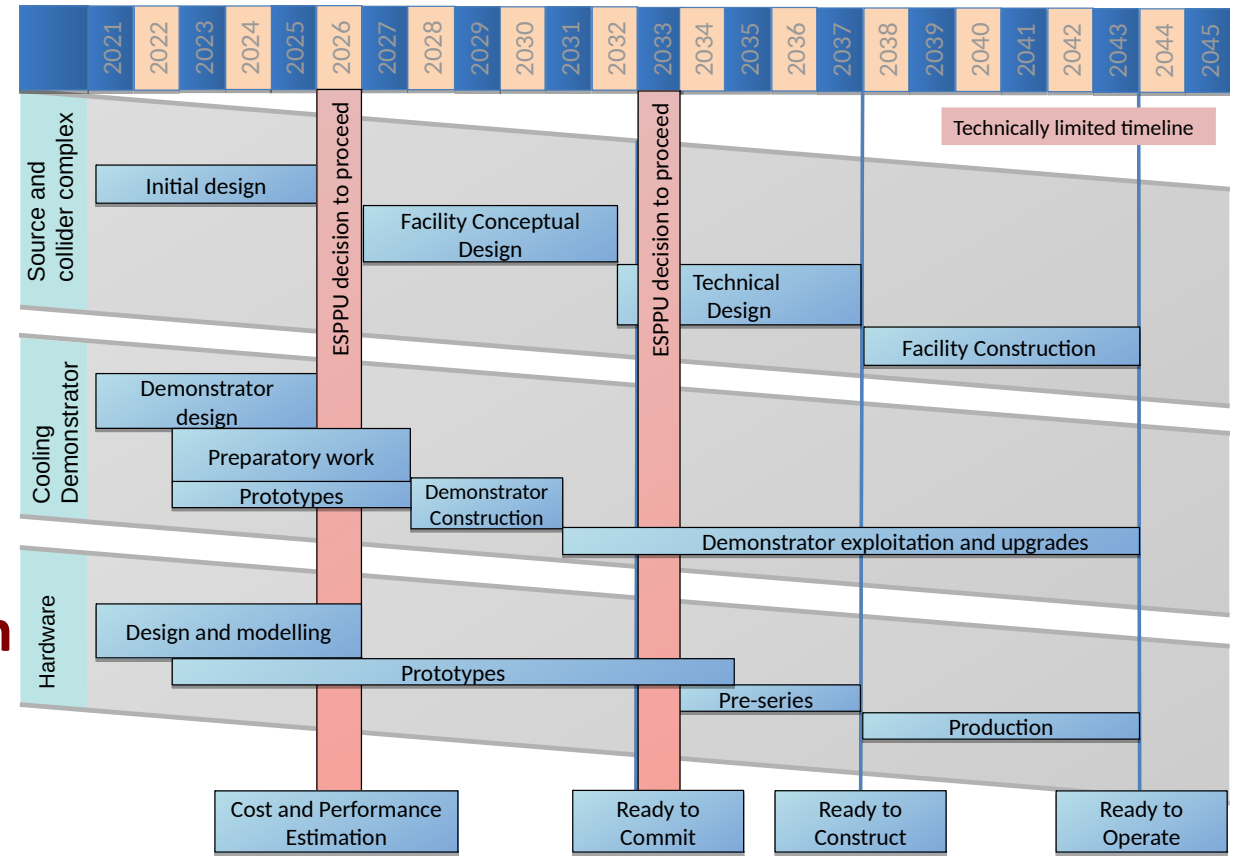 2021 2022 2023 2024 2025 2026 2027 2028 2029 2030 2031 2032 2033 2034 2035 2036 2037 2038 2039 2040 2041 2042 2043 2044 2045
Technically limited timeline
Source and
collider complex
Initial design
ESPPU decision to proceed
Facility Conceptual
Design
ESPPU decision to proceed
Technical
Design
Facility Construction
Cooling
Demonstrator
Demonstrator
design
Preparatory work
Prototypes
Demonstrator
Construction
Demonstrator exploitation and upgrades
Hardware
n
Design and modelling
Prototypes
Pre-series
Production
Cost and Performance
Estimation
Ready to
Commit
Ready to
Construct
Ready to
Operate